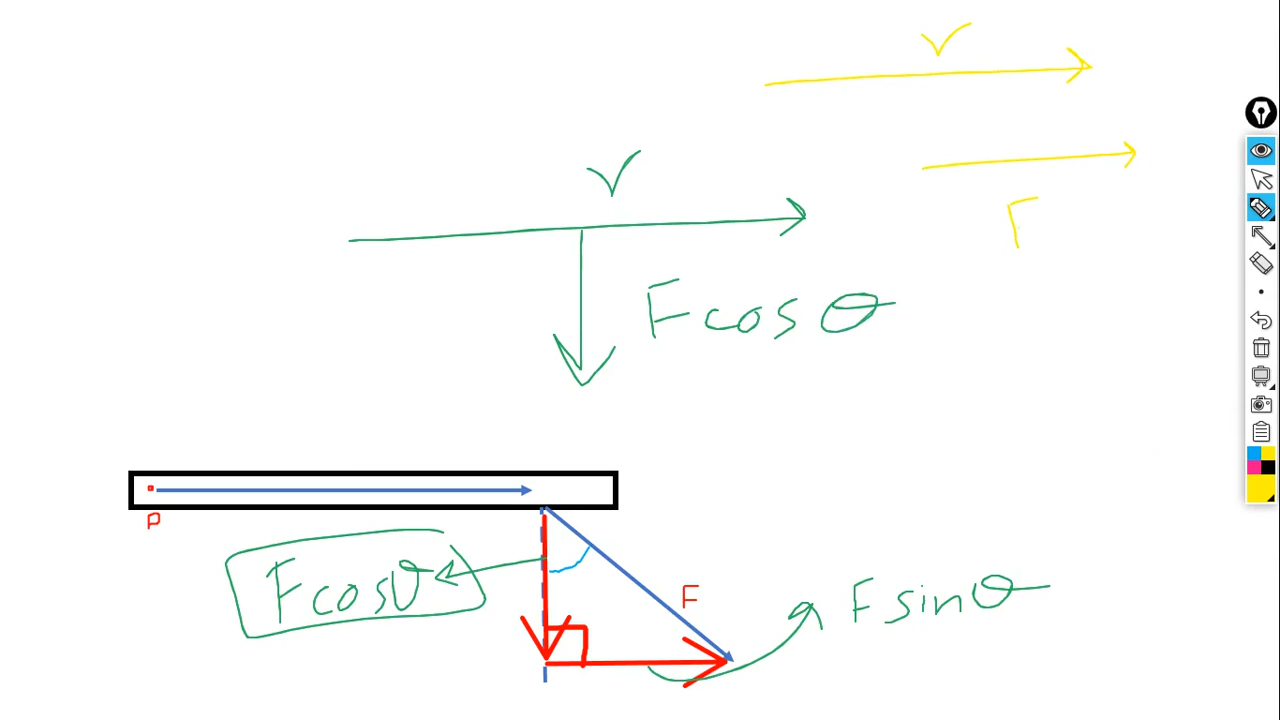 r
r
F cos θ
P
F cos θ
F
F sin θ